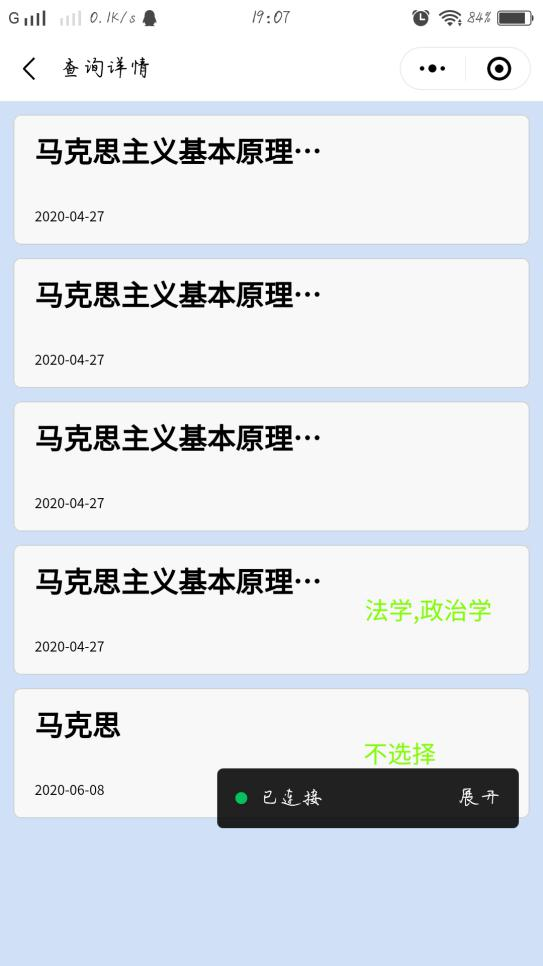 G 0.1K/s 19:07 84%
查询详情
马克思主义基本原理…
2020-04-27
马克思主义基本原理…
2020-04-27
马克思主义基本原理…
2020-04-27
马克思主义基本原理…
法学,政治学
2020-04-27
马克思
不选择
2020-06-08
已连接 展开